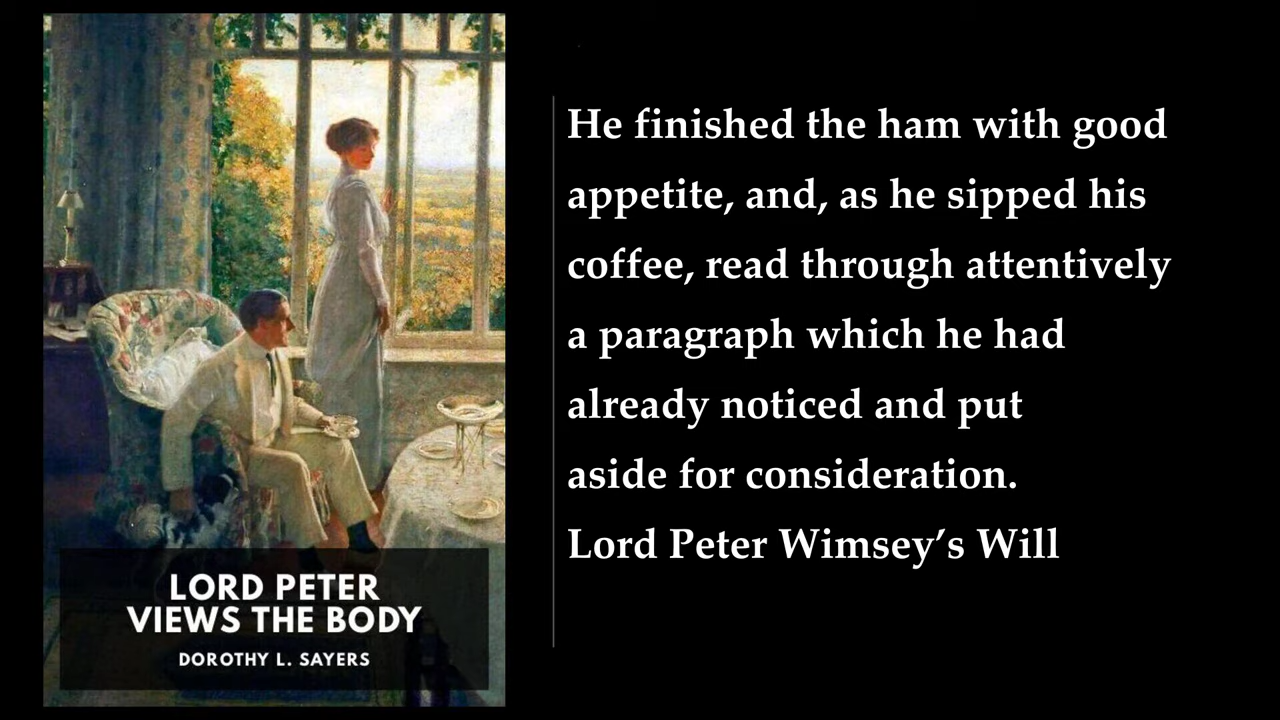 LORD PETER
VIEWS THE BODY
DOROTHY L. SAYERS
He finished the ham with good
appetite, and, as he sipped his
coffee, read through attentively
a paragraph which he had
already noticed and put
aside for consideration.
Lord Peter Wimsey’s Will